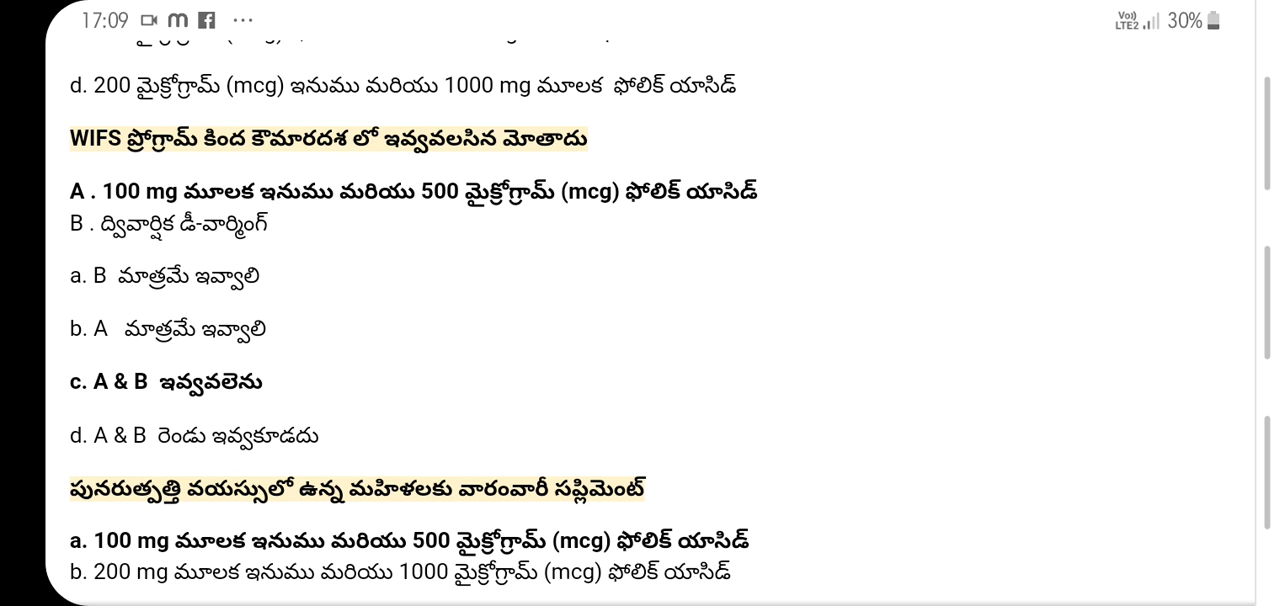 17:09 m f ... Vo)) LTE2 30%
d. 200 మైక్రోగ్రామ్ (mcg) ఇనుము మరియు 1000 mg మూలక ఫోలిక్ యాసిడ్
WIFS ప్రోగ్రామ్ కింద కౌమారదశ లో ఇవ్వవలసిన మోతాదు
A . 100 mg మూలక ఇనుము మరియు 500 మైక్రోగ్రామ్ (mcg) ఫోలిక్ యాసిడ్
B . ద్వివార్షిక డీ-వార్మింగ్
a. B మాత్రమే ఇవ్వాలి
b. A మాత్రమే ఇవ్వాలి
c. A & B ఇవ్వవలెను
d. A & B రెండు ఇవ్వకూడదు
పునరుత్పత్తి వయస్సులో ఉన్న మహిళలకు వారంవారీ సప్లిమెంట్
a. 100 mg మూలక ఇనుము మరియు 500 మైక్రోగ్రామ్ (mcg) ఫోలిక్ యాసిడ్
b. 200 mg మూలక ఇనుము మరియు 1000 మైక్రోగ్రామ్ (mcg) ఫోలిక్ యాసిడ్